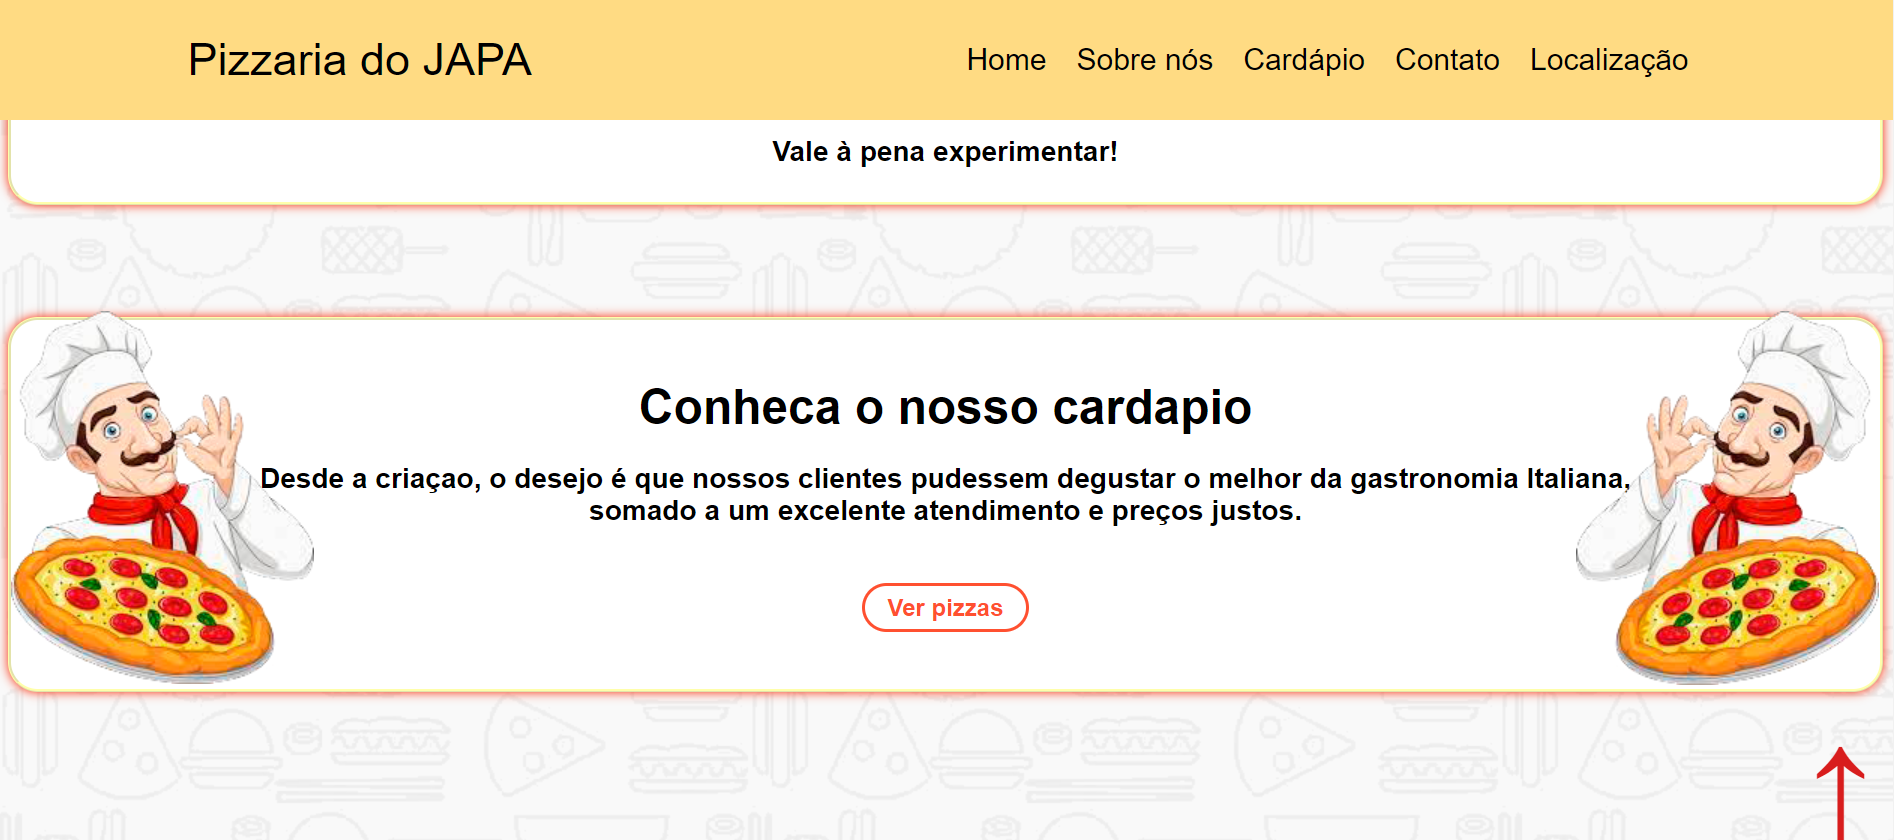 Pizzaria do JAPA
Home Sobre nós Cardápio Contato Localização
Vale à pena experimentar!
Conheca o nosso cardapio
Desde a criaçao, o desejo é que nossos clientes pudessem degustar o melhor da gastronomia Italiana,
somado a um excelente atendimento e preços justos.
Ver pizzas